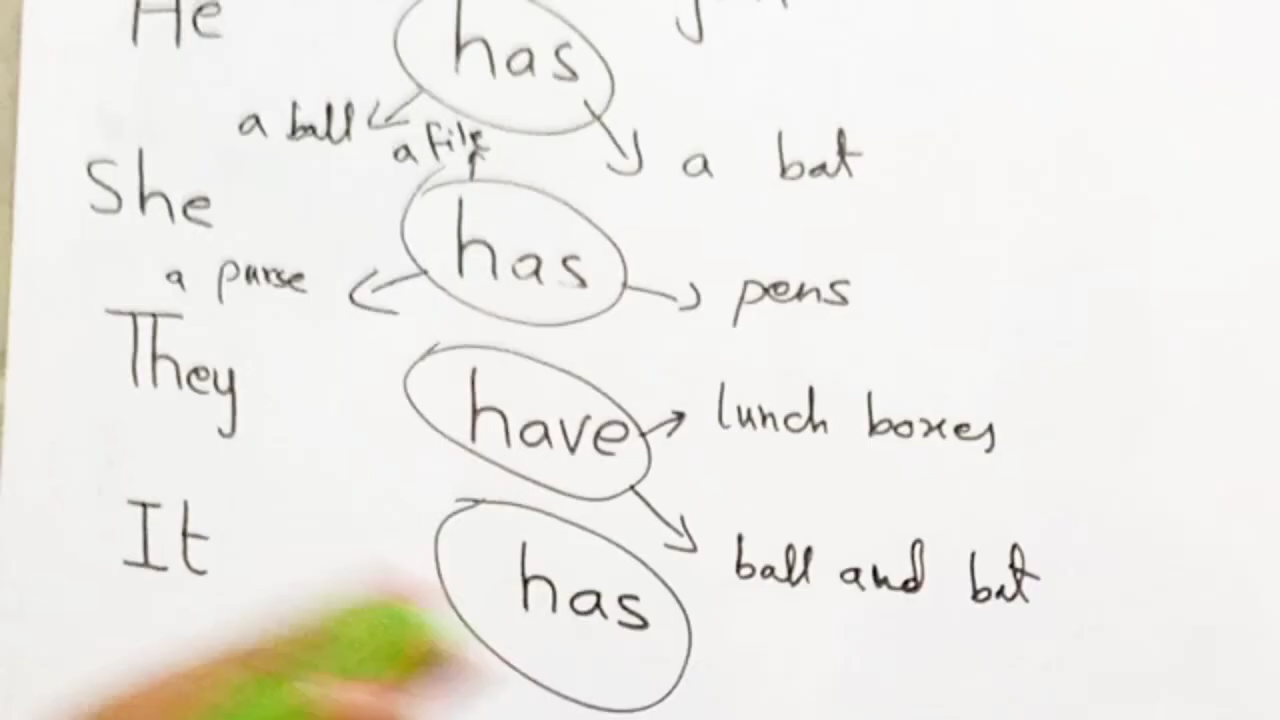 He has
a ball a file a bat
She has pens
a purse
They have lunch boxes
It has ball and bat